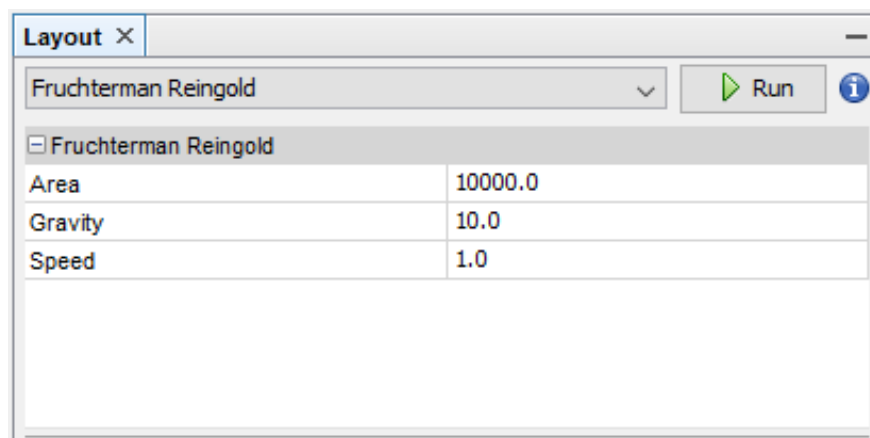 Layout
Fruchterman Reingold
Run
Fruchterman Reingold
Area 10000.0
Gravity 10.0
Speed 1.0